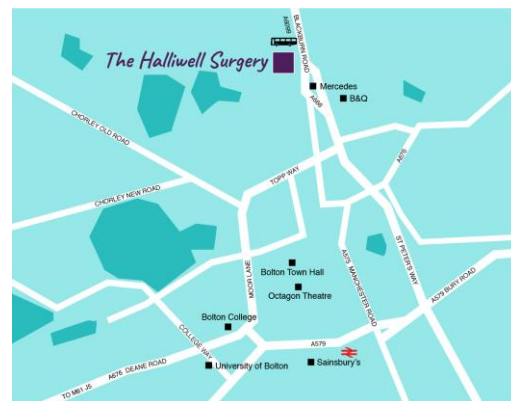 A6099
BLACKBURN ROAD
The Halliwell Surgery
Mercedes
B&Q
A666
CHORLEY OLD ROAD
A676
TOPP WAY
CHORLEY NEW ROAD
ST PETER'S WAY
MOOR LANE
Bolton Town Hall
A575 MANCHESTER ROAD
Octagon Theatre
A579 BURY ROAD
Bolton College
COLLEGE WAY
A579
A676 DEANE ROAD
University of Bolton
Sainsbury's
TO M61 J5